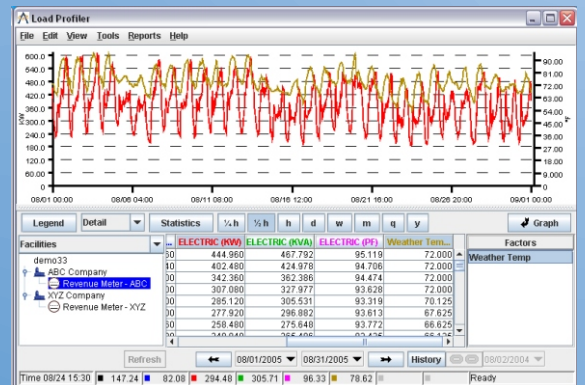 Load Profiler
File Edit View Tools Reports Help
600.0
540.0
480.0
420.0
360.0
300.0
240.0
180.0
120.0
60.00
0.0
KW
90.00
81.00
72.00
63.00
54.00
45.00
36.00
27.00
18.00
9.000
0.0
°F
08/01 00:00 08/06 04:00 08/11 08:00 08/16 12:00 08/21 16:00 08/26 20:00 09/01 00:00
Legend Detail Statistics ¼ h ½ h h d w m q y Graph
Facilities
demo33
ABC Company
Revenue Meter - ABC
XYZ Company
Revenue Meter - XYZ
... ELECTRIC (KW) ELECTRIC (KVA) ELECTRIC (PF) Weather Tem...
444.960 467.792 95.119 72.000
402.480 424.978 94.706 72.000
342.360 362.386 94.474 72.000
307.080 327.977 93.628 72.000
285.120 305.531 93.319 70.125
277.920 296.882 93.613 67.625
258.480 275.648 93.772 66.625
Factors
Weather Temp
Refresh 08/01/2005 08/31/2005 History 08/02/2004
Time 08/24 15:30 147.24 82.08 294.48 305.71 96.33 78.62 Ready